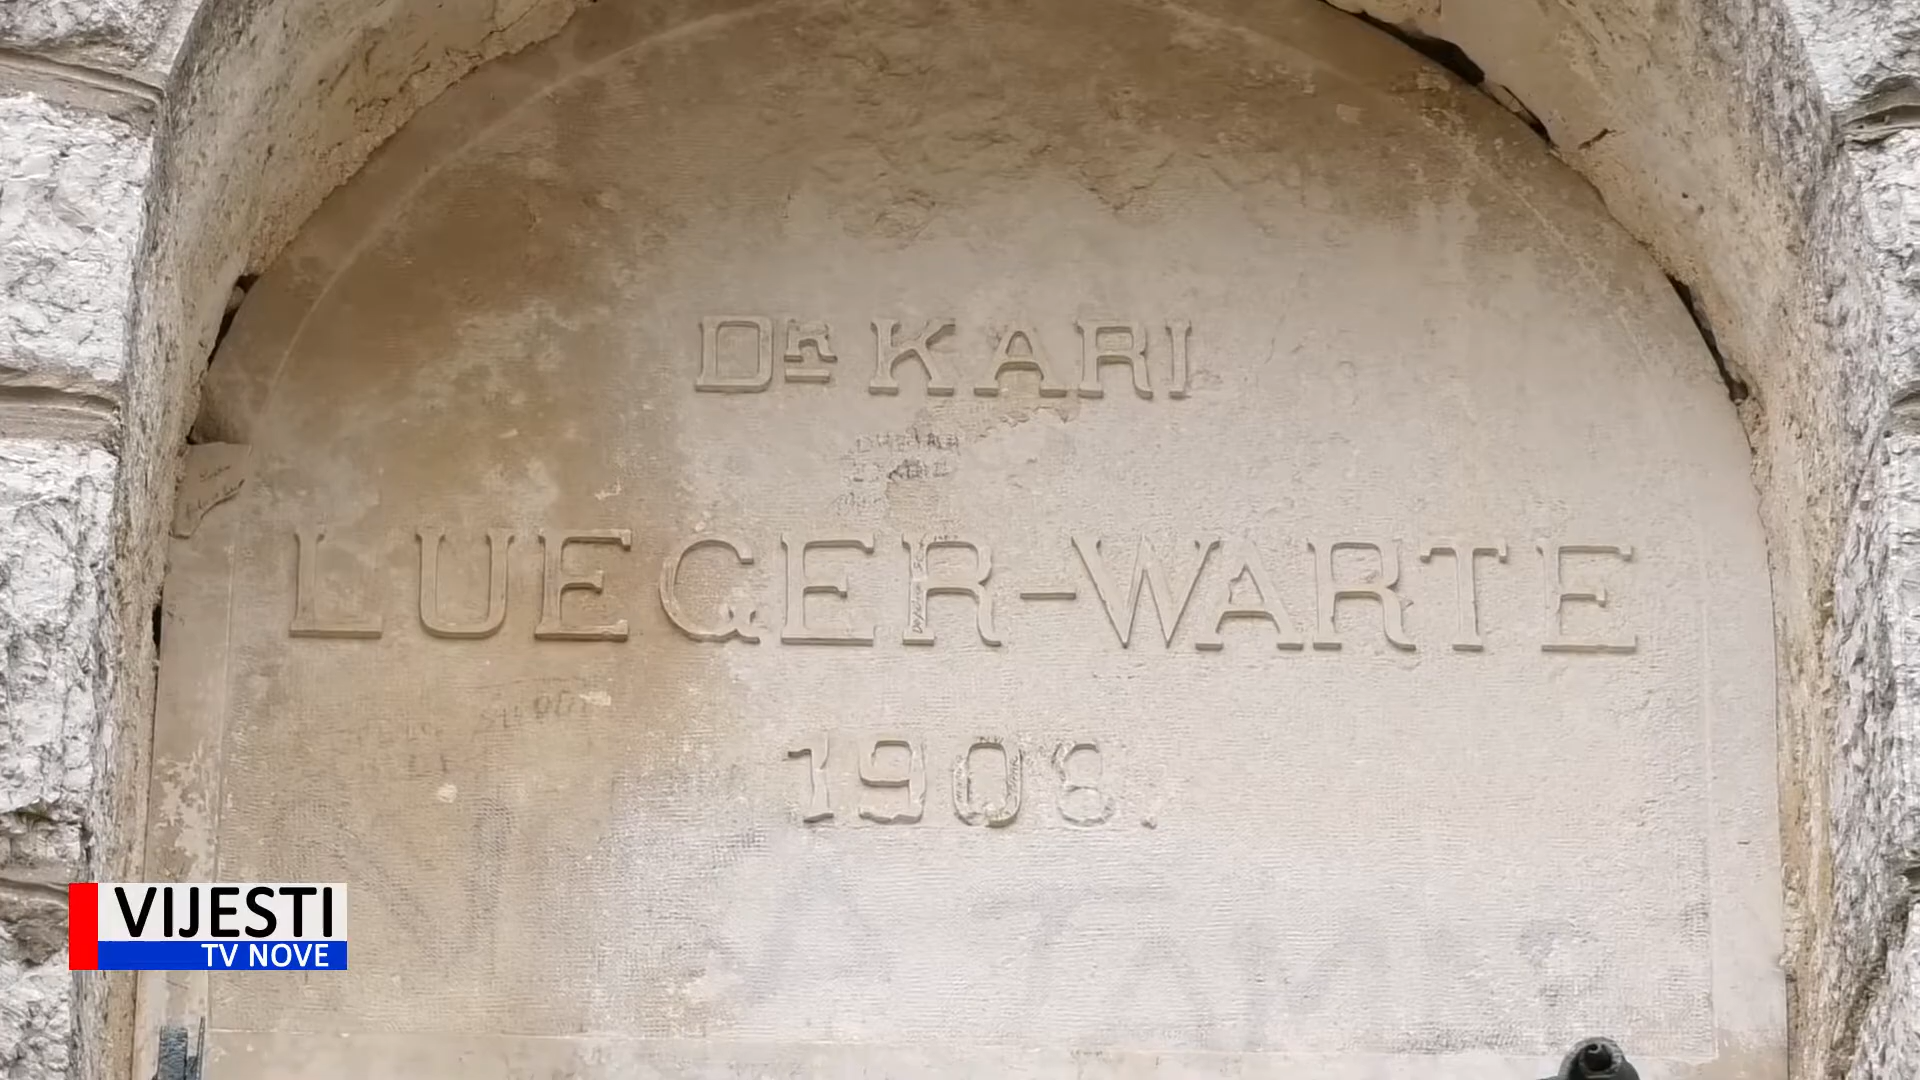 Dr KARL
LUEGER-WARTE
1908.
VIJESTI
TV NOVE